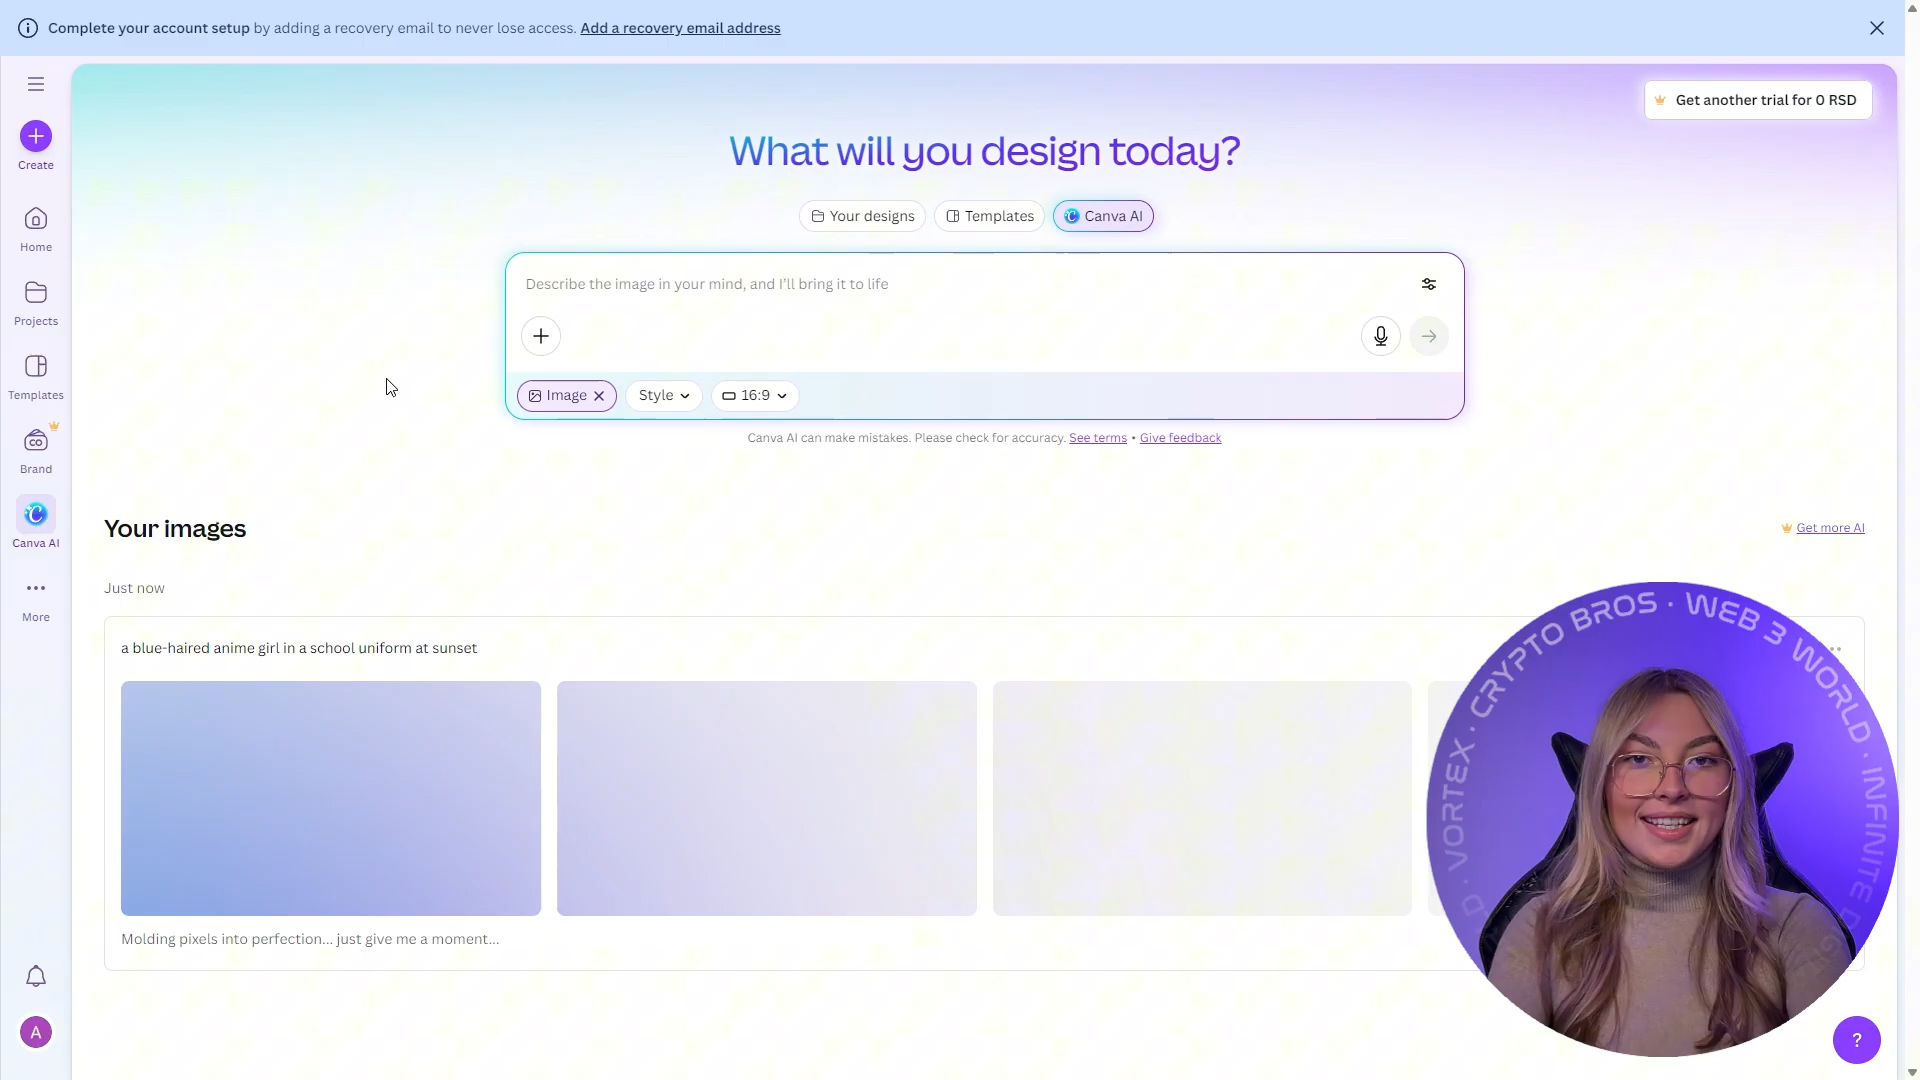 Complete your account setup by adding a recovery email to never lose access. Add a recovery email address
Get another trial for 0 RSD
Create
Home
Projects
Templates
Brand
Canva AI
More
A
What will you design today?
Your designs
Templates
Canva AI
Describe the image in your mind, and I'll bring it to life
Image
Style
16:9
Canva AI can make mistakes. Please check for accuracy. See terms • Give feedback
Your images
Get more AI
Just now
a blue-haired anime girl in a school uniform at sunset
Molding pixels into perfection... just give me a moment...
VORTEX · CRYPTO BROS · WEB 3 WORLD · INFINITE
?